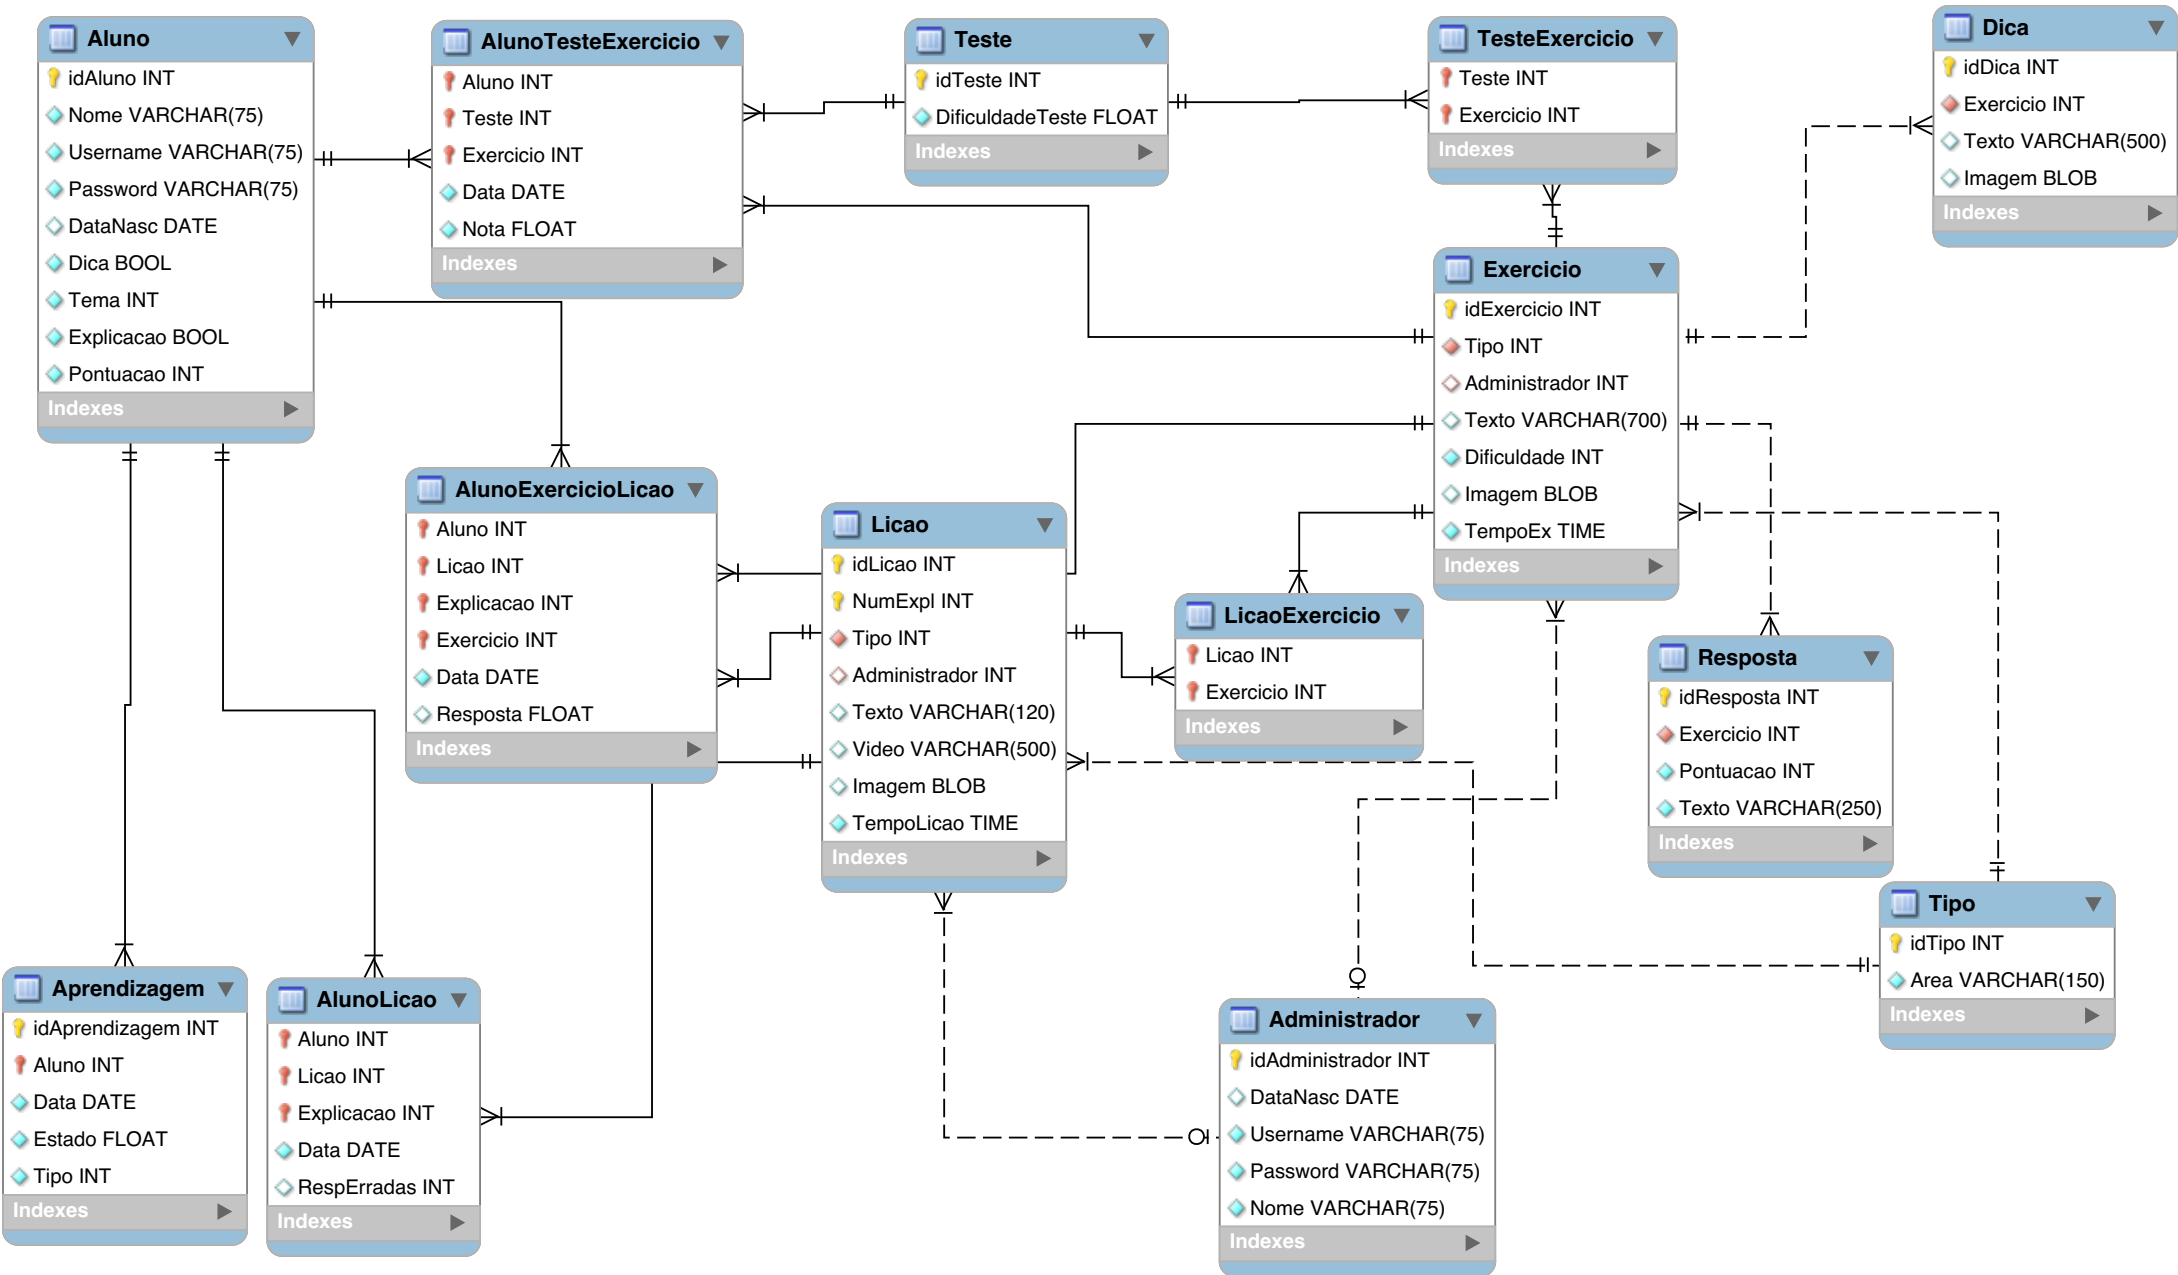 Aluno
idAluno INT
Nome VARCHAR(75)
Username VARCHAR(75)
Password VARCHAR(75)
DataNasc DATE
Dica BOOL
Tema INT
Explicacao BOOL
Pontuacao INT
Indexes
AlunoTesteExercicio
Aluno INT
Teste INT
Exercicio INT
Data DATE
Nota FLOAT
Indexes
Teste
idTeste INT
DificuldadeTeste FLOAT
Indexes
TesteExercicio
Teste INT
Exercicio INT
Indexes
Dica
idDica INT
Exercicio INT
Texto VARCHAR(500)
Imagem BLOB
Indexes
Exercicio
idExercicio INT
Tipo INT
Administrador INT
Texto VARCHAR(700)
Dificuldade INT
Imagem BLOB
TempoEx TIME
Indexes
AlunoExercicioLicao
Aluno INT
Licao INT
Explicacao INT
Exercicio INT
Data DATE
Resposta FLOAT
Indexes
Licao
idLicao INT
NumExpl INT
Tipo INT
Administrador INT
Texto VARCHAR(120)
Video VARCHAR(500)
Imagem BLOB
TempoLicao TIME
Indexes
LicaoExercicio
Licao INT
Exercicio INT
Indexes
Resposta
idResposta INT
Exercicio INT
Pontuacao INT
Texto VARCHAR(250)
Indexes
Tipo
idTipo INT
Area VARCHAR(150)
Indexes
Aprendizagem
idAprendizagem INT
Aluno INT
Data DATE
Estado FLOAT
Tipo INT
Indexes
AlunoLicao
Aluno INT
Licao INT
Explicacao INT
Data DATE
RespErradas INT
Indexes
Administrador
idAdministrador INT
DataNasc DATE
Username VARCHAR(75)
Password VARCHAR(75)
Nome VARCHAR(75)
Indexes